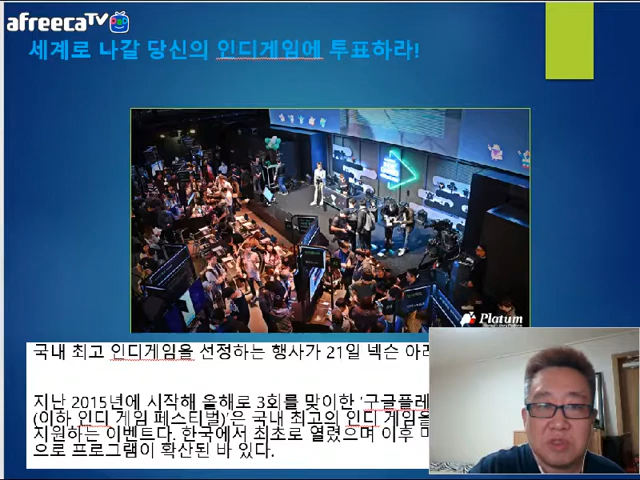 afreecaTV
세계로 나갈 당신의 인디게임에 투표하라!
Platum
국내 최고 인디게임을 선정하는 행사가 21일 넥슨 아
지난 2015년에 시작해 올해로 3회를 맞이한 '구글플레
(이하 인디 게임 페스티벌)'은 국내 최고의 인디 게임을
지원하는 이벤트다. 한국에서 최초로 열렸으며 이후
으로 프로그램이 확산된 바 있다.